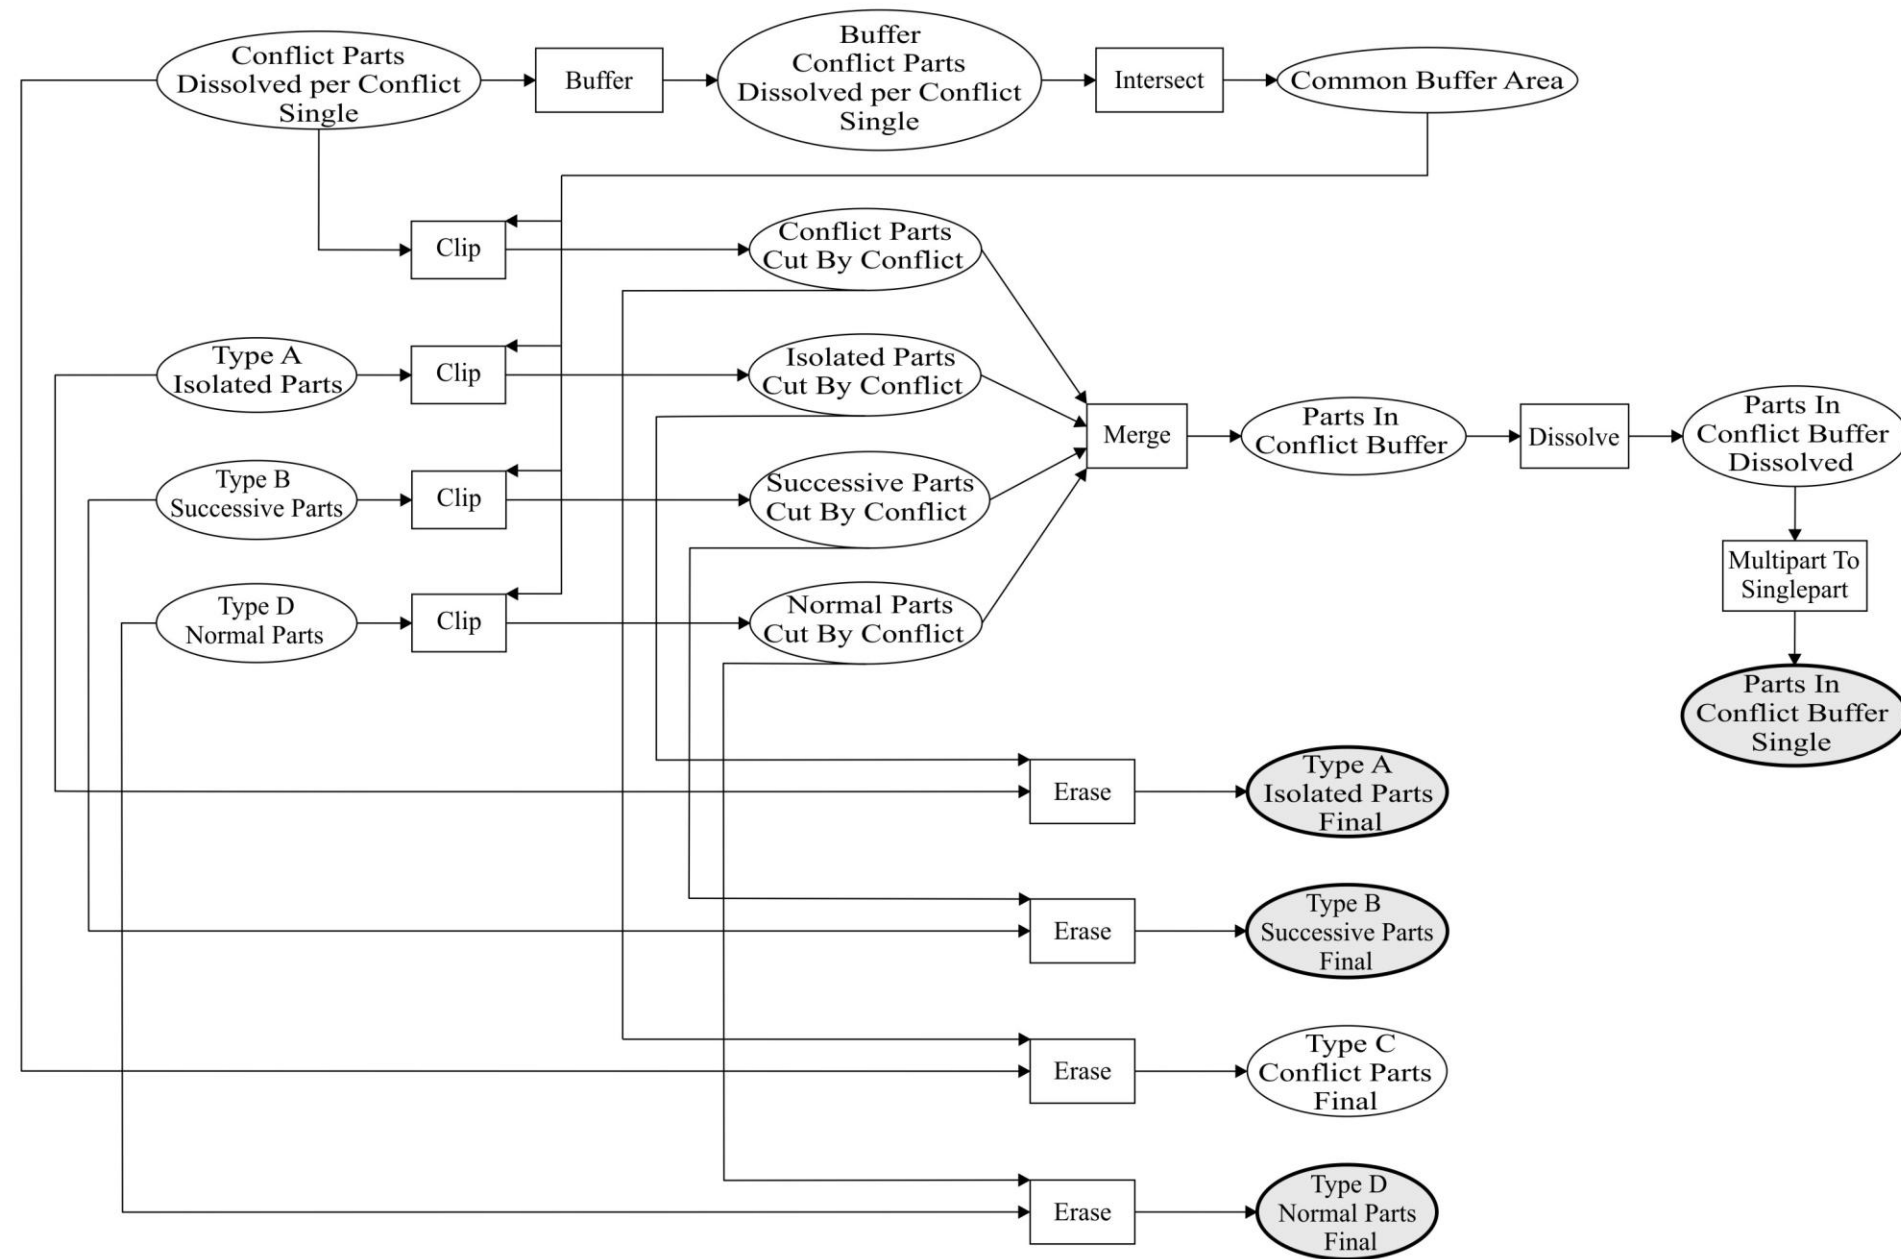 Conflict Parts
Dissolved per Conflict
Single
Buffer
Buffer
Conflict Parts
Dissolved per Conflict
Single
Intersect
Common Buffer Area
Clip
Conflict Parts
Cut By Conflict
Type A
Isolated Parts
Clip
Isolated Parts
Cut By Conflict
Merge
Parts In
Conflict Buffer
Dissolve
Parts In
Conflict Buffer
Dissolved
Type B
Successive Parts
Clip
Successive Parts
Cut By Conflict
Multipart To
Singlepart
Type D
Normal Parts
Clip
Normal Parts
Cut By Conflict
Parts In
Conflict Buffer
Single
Erase
Type A
Isolated Parts
Final
Erase
Type B
Successive Parts
Final
Erase
Type C
Conflict Parts
Final
Erase
Type D
Normal Parts
Final